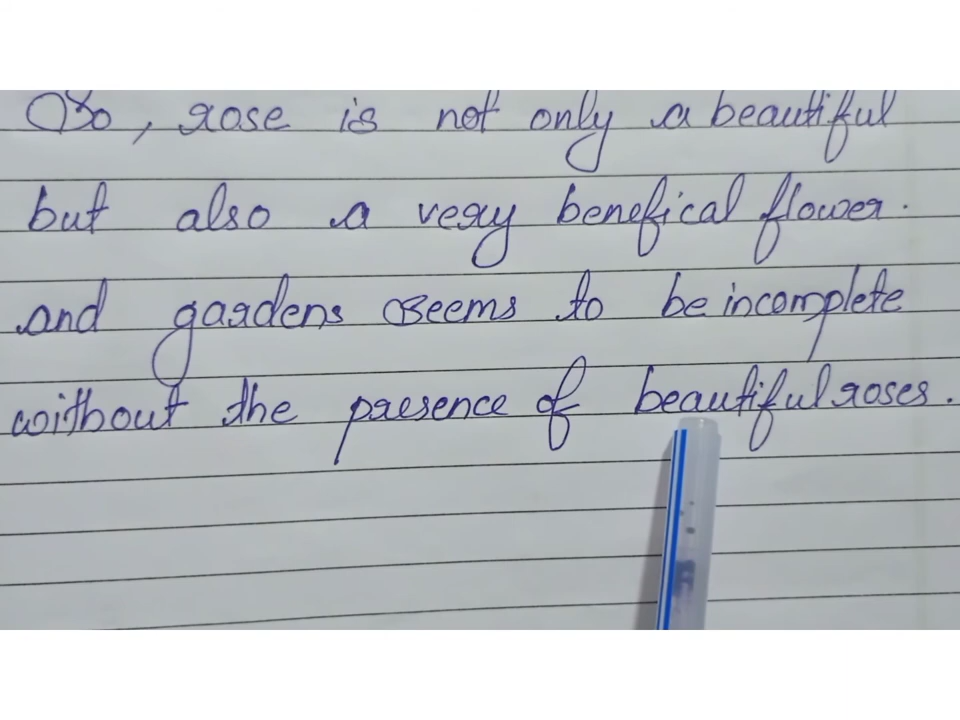 So, rose is not only a beautiful
but also a very benefical flower.
and gardens seems to be incomplete
without the presence of beautiful roses.